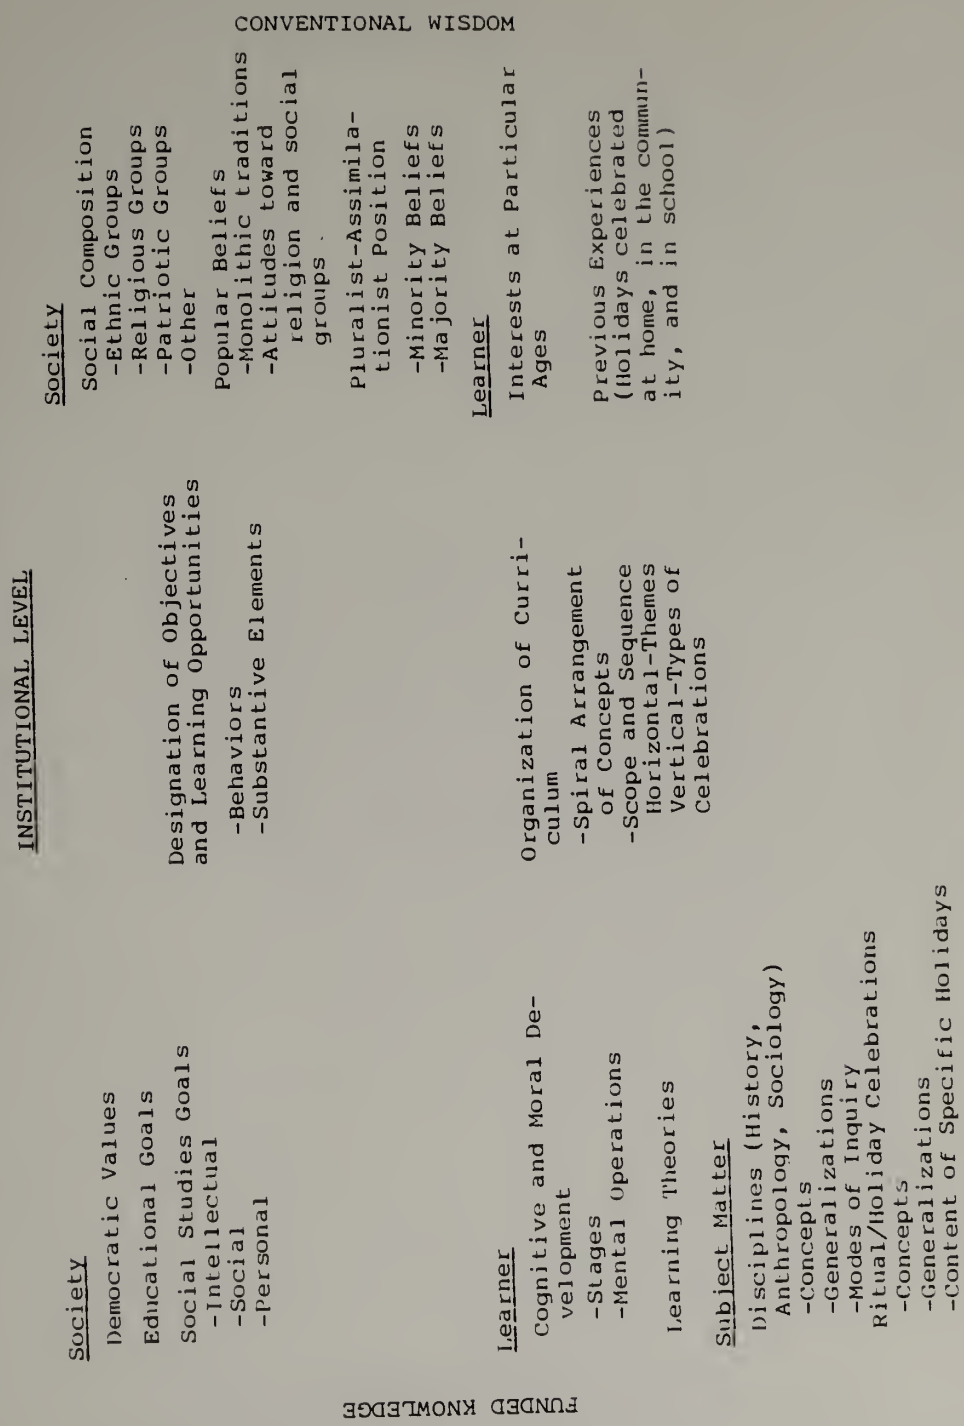 INSTITUTIONAL LEVEL
FUNDED KNOWLEDGE
Society
Democratic Values
Educational Goals
Social Studies Goals
-Intellectual
-Social
-Personal
Learner
Cognitive and Moral De-
velopment
-Stages
-Mental Operations
Learning Theories
Subject Matter
Disciplines (History,
Anthropology, Sociology)
-Concepts
-Generalizations
-Modes of Inquiry
Ritual/Holiday Celebrations
-Concepts
-Generalizations
-Content of Specific Holidays
Designation of Objectives
and Learning Opportunities
-Behaviors
-Substantive Elements
Organization of Curri-
culum
-Spiral Arrangement
of Concepts
-Scope and Sequence
Horizontal-Themes
Vertical-Types of
Celebrations
CONVENTIONAL WISDOM
Society
Social Composition
-Ethnic Groups
-Religious Groups
-Patriotic Groups
-Other
Popular Beliefs
-Monolithic traditions
-Attitudes toward
religion and social
groups.
Pluralist-Assimila-
tionist Position
-Minority Beliefs
-Majority Beliefs
Learner
Interests at Particular
Ages
Previous Experiences
(Holidays celebrated
at home, in the commun-
ity, and in school)